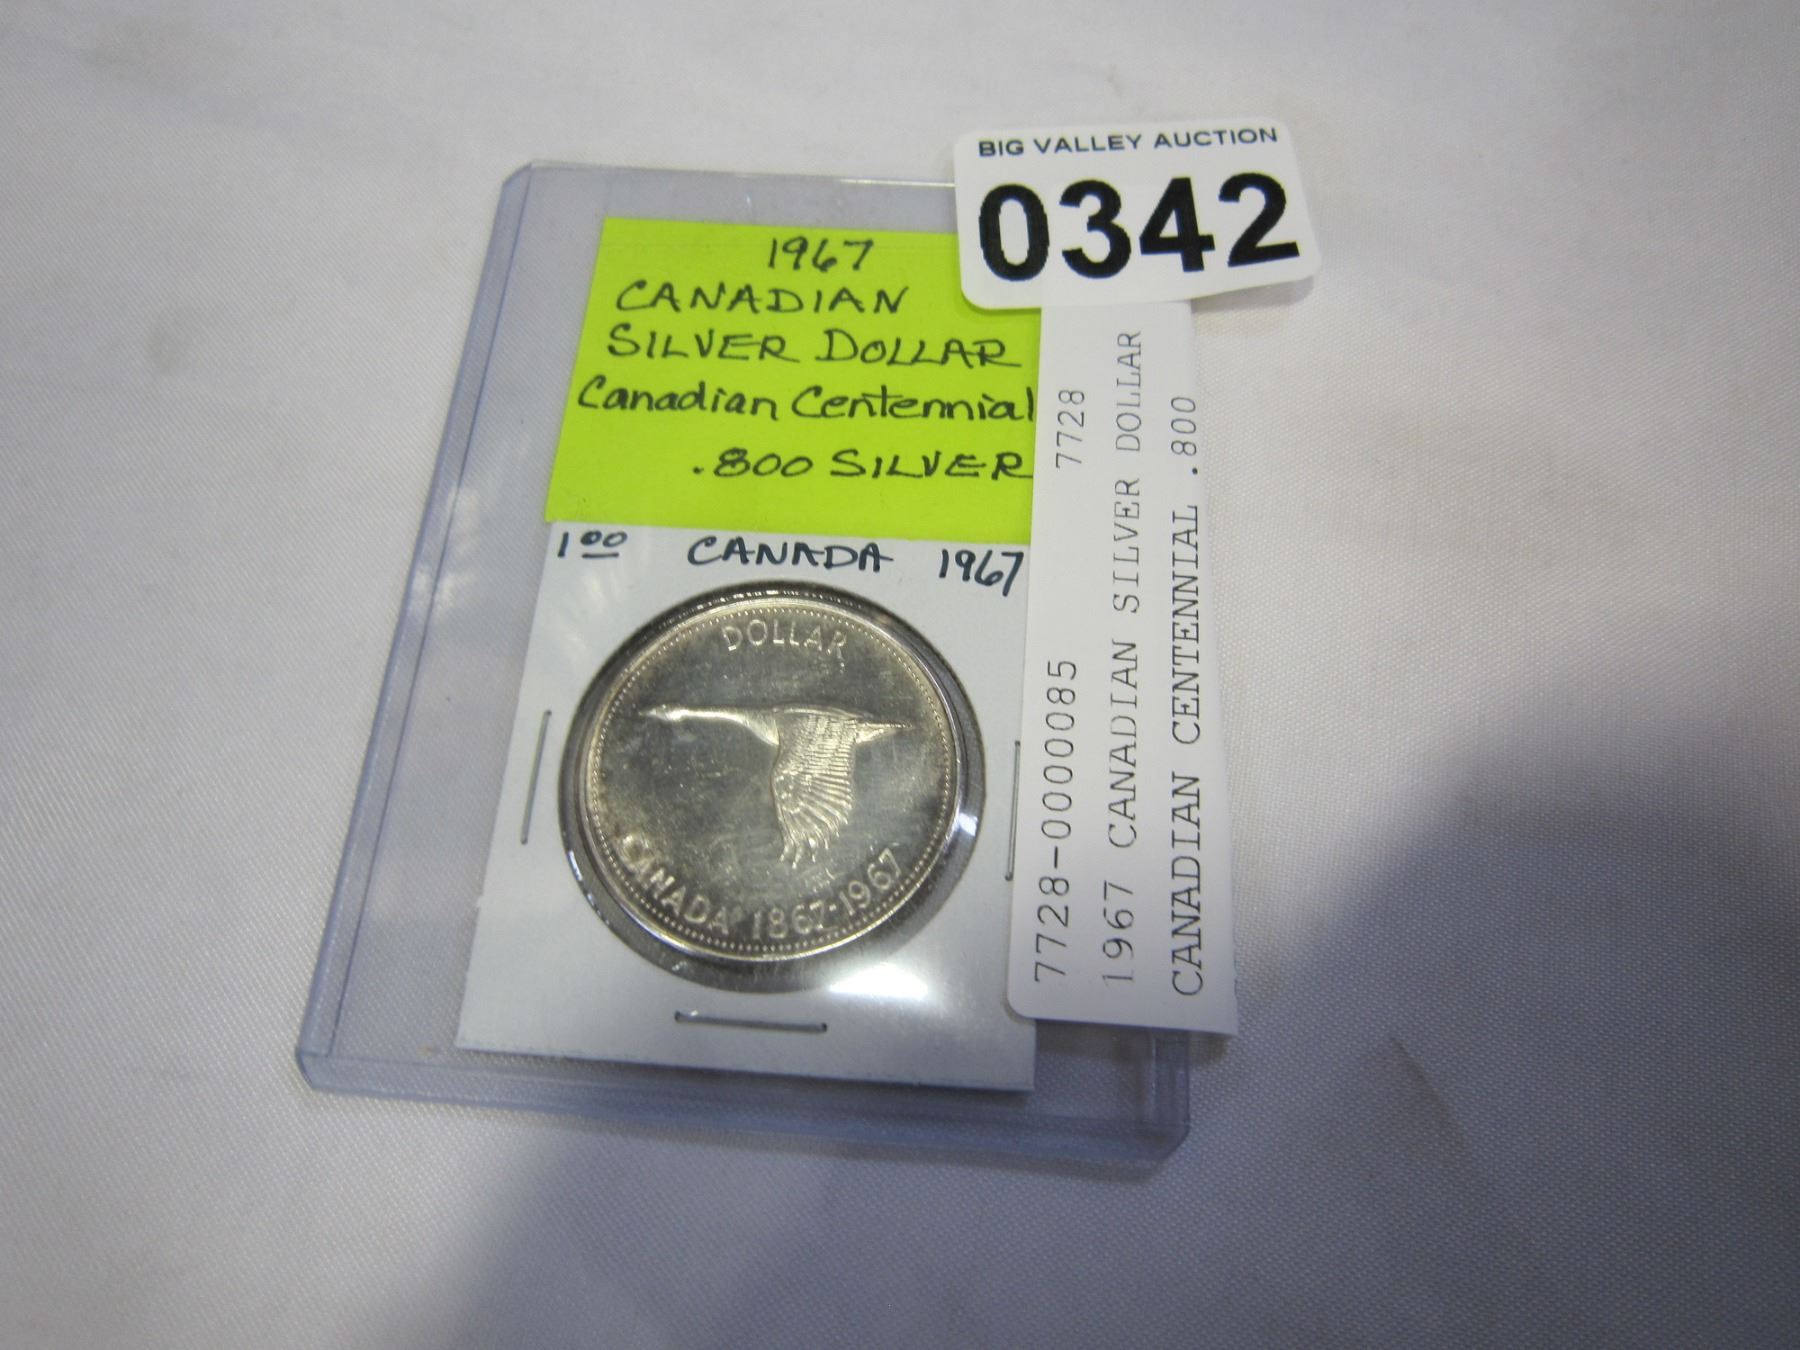 BIG VALLEY AUCTION
0342
1967
CANADIAN
SILVER DOLLAR
Canadian Centennial
.800 SILVER
1 00 CANADA 1967
DOLLAR
CANADA 1867-1967
7728-0000085 7728
1967 CANADIAN SILVER DOLLAR
CANADIAN CENTENNIAL .800